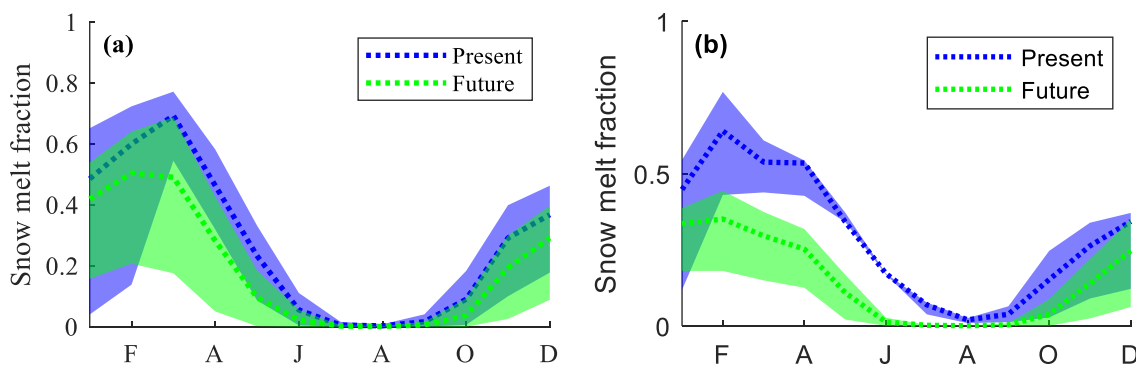 (a)
Snow melt fraction
1
0.8
0.6
0.4
0.2
0
F A J A O D
Present
Future
(b)
Snow melt fraction
1
0.5
0
F A J A O D
Present
Future